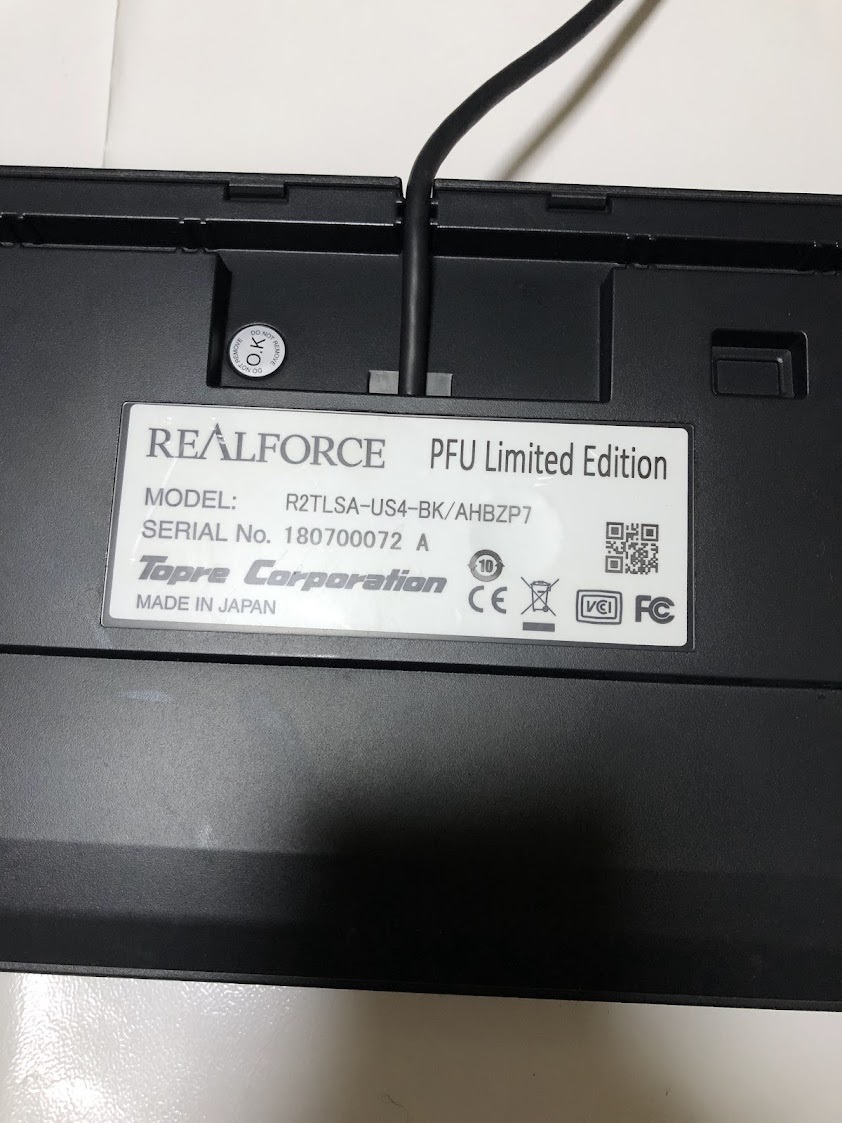 DO NOT REMOVE
O.K
DO NOT REMOVE
REALFORCE PFU Limited Edition
MODEL: R2TLSA-US4-BK/AHBZP7
SERIAL No. 180700072 A
Topre Corporation
MADE IN JAPAN
10
CE
VCI
FC